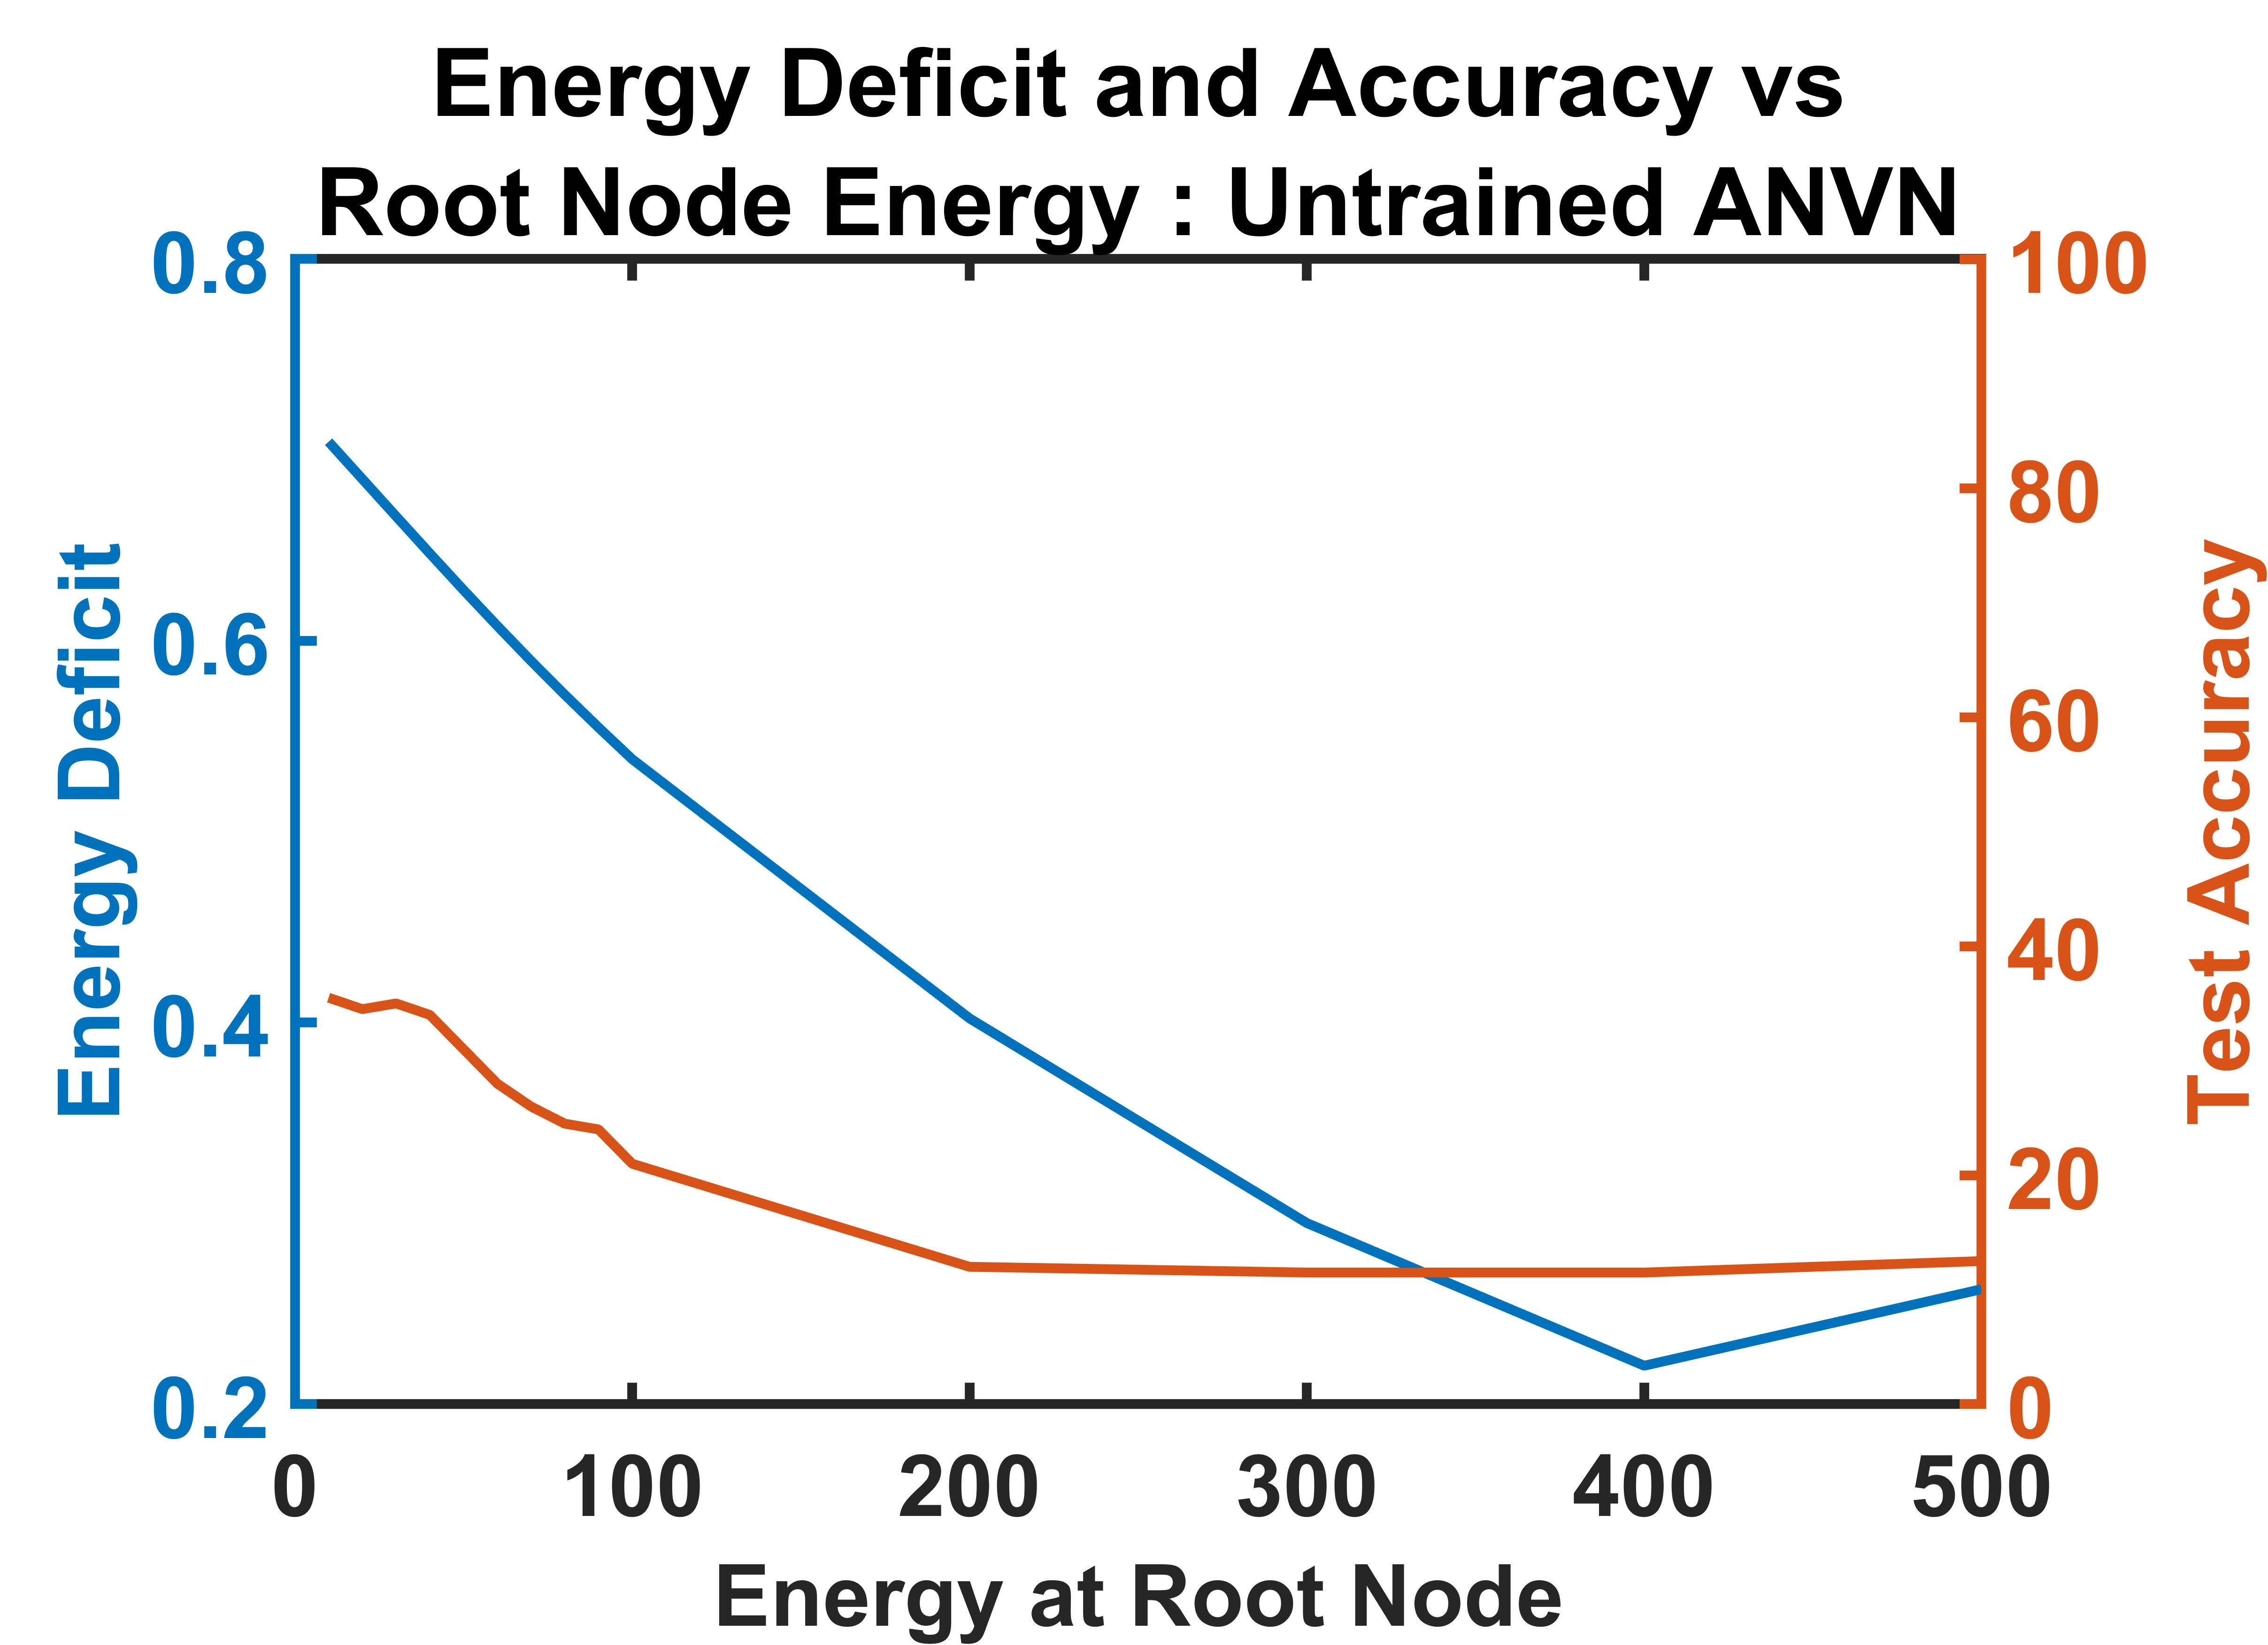 Energy Deficit and Accuracy vs
Root Node Energy : Untrained ANVN
0.8
0.6
0.4
0.2
Energy Deficit
100
80
60
40
20
0
Test Accuracy
0 100 200 300 400 500
Energy at Root Node